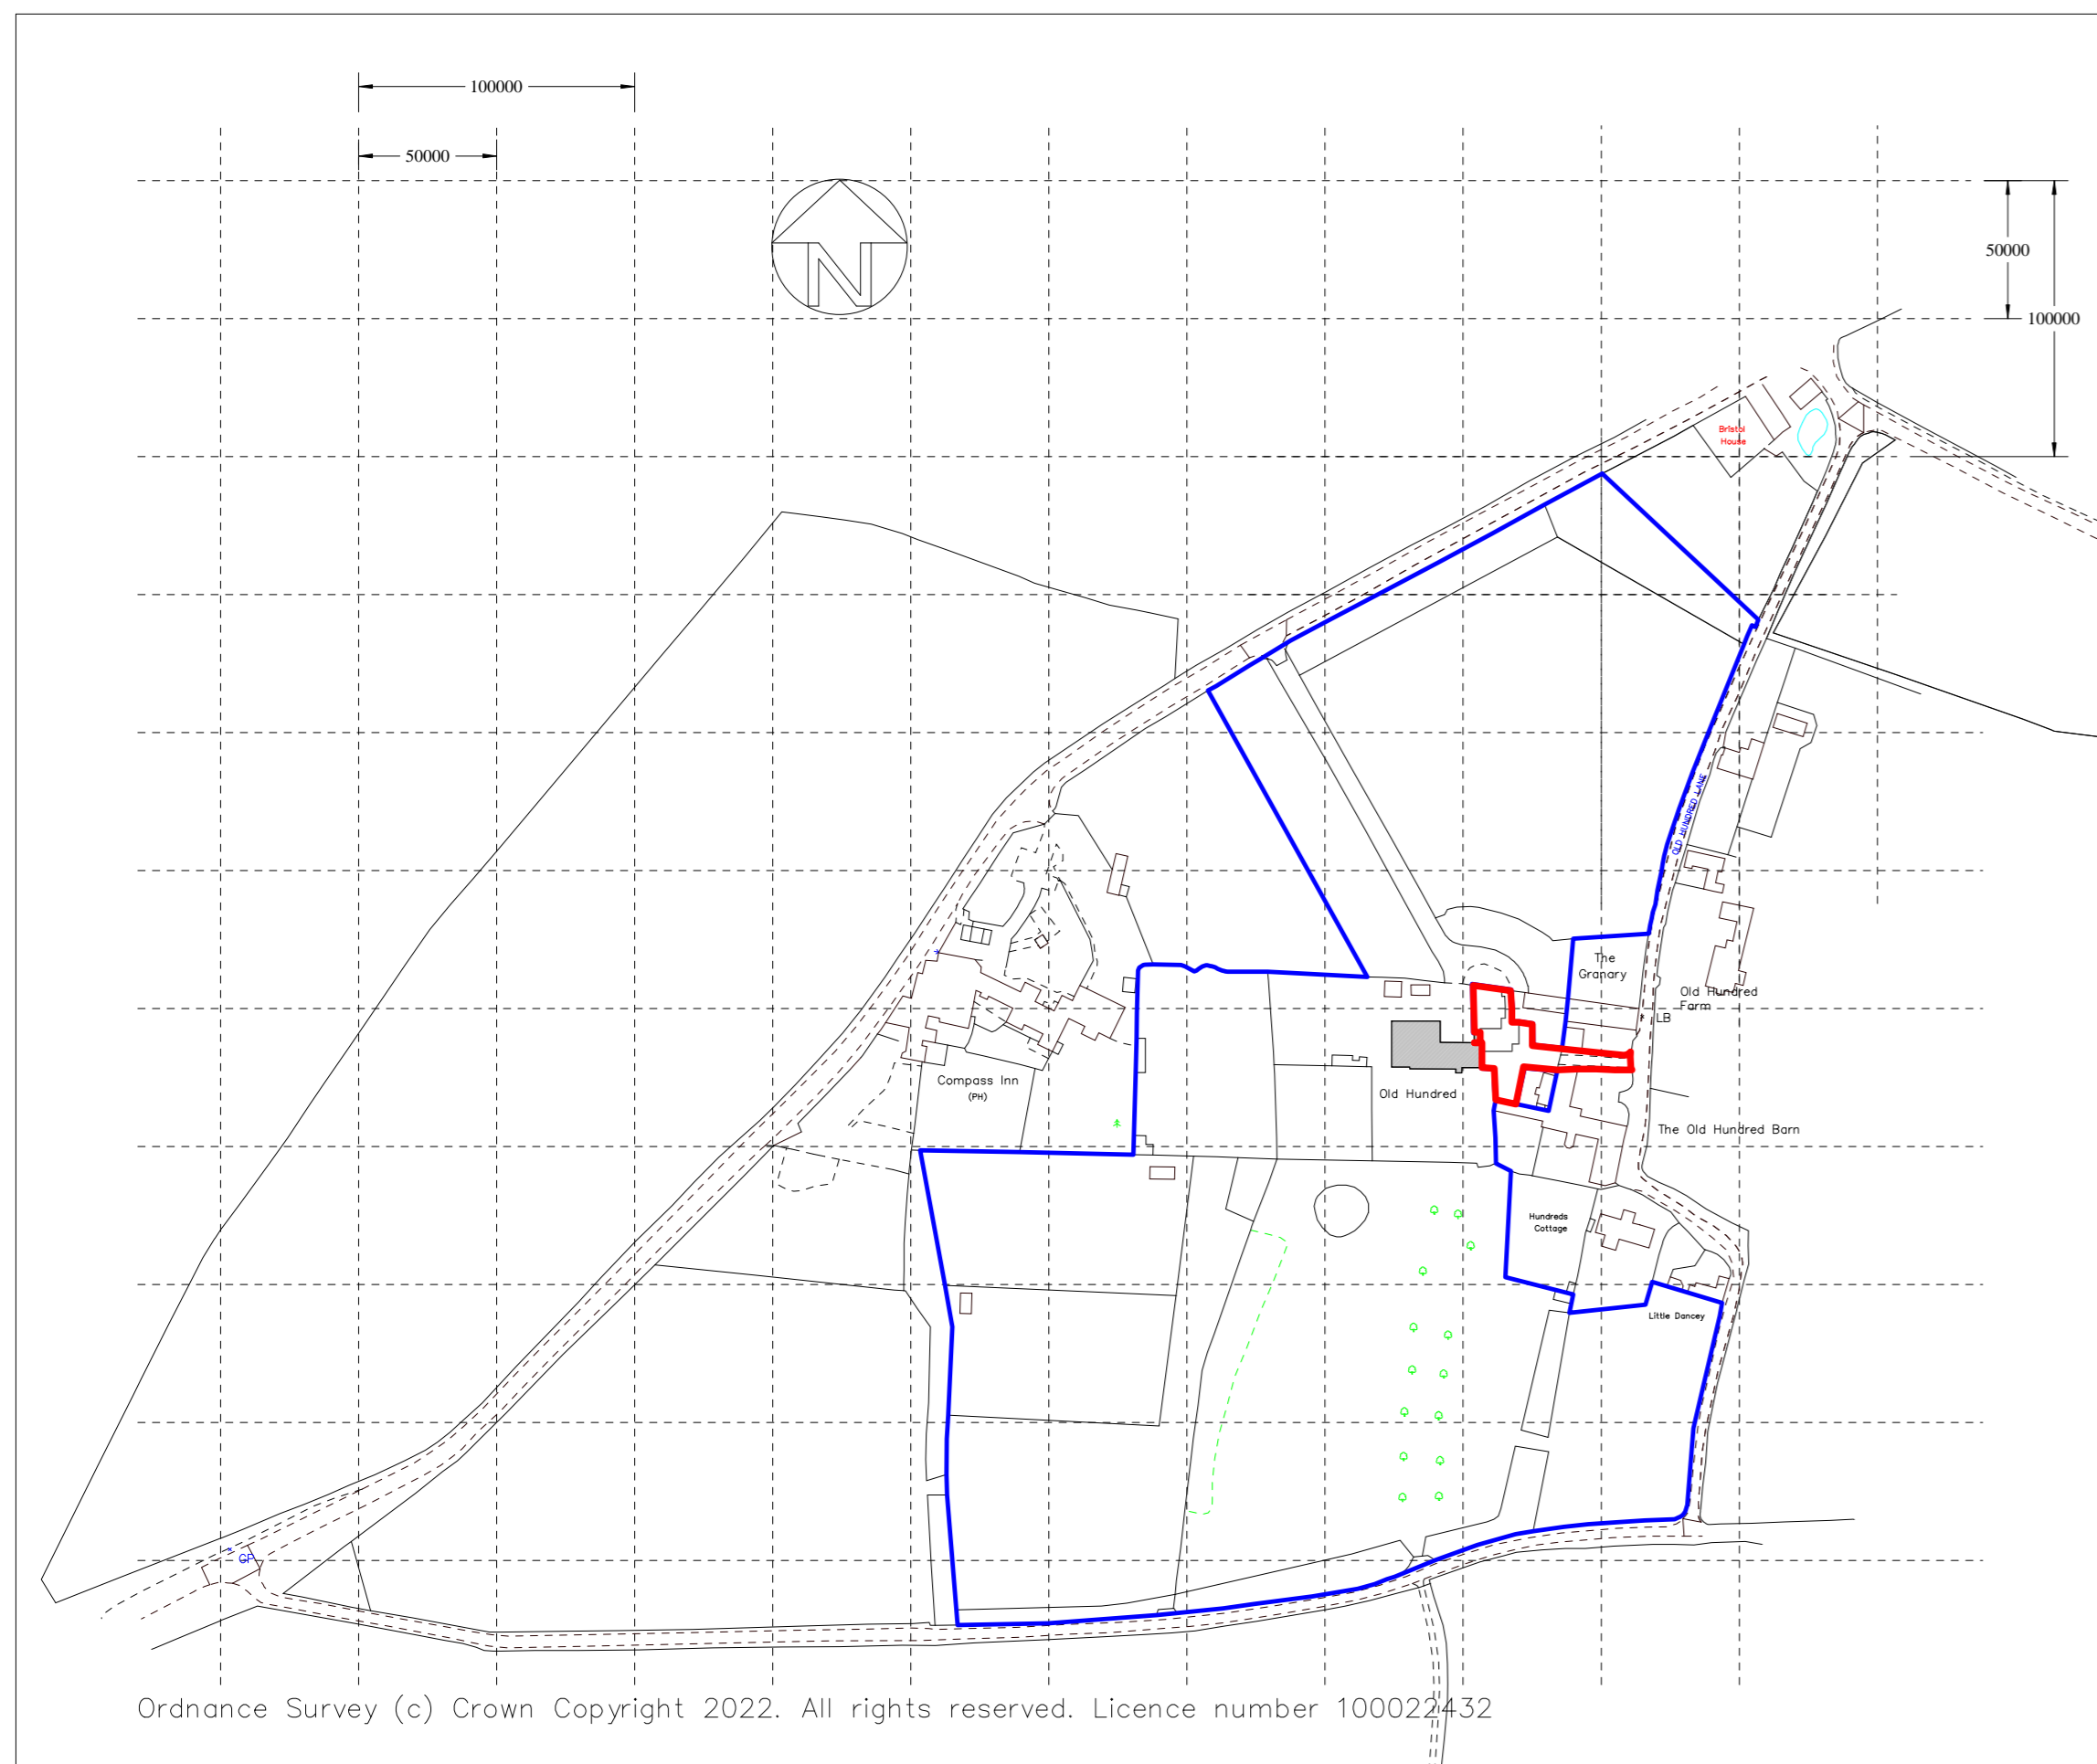 100000
50000
50000
100000
N
Bristol
House
OLD HUNDRED LANE
The
Granary
Old Hundred
Farm
LB
Compass Inn
(PH)
Old Hundred
The Old Hundred Barn
Hundreds
Cottage
Little Dancey
GP
Ordnance Survey (c) Crown Copyright 2022. All rights reserved. Licence number 100022432